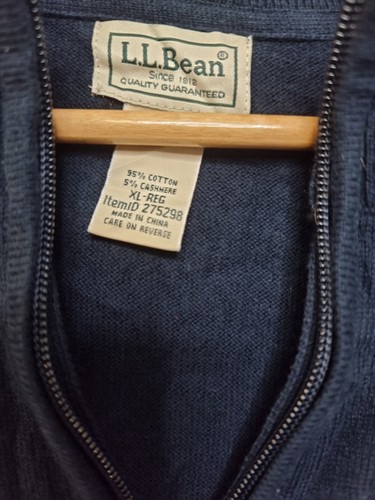 L.L.Bean®
Since 1912
QUALITY GUARANTEED
95% COTTON
5% CASHMERE
XL-REG
ItemID 275298
MADE IN CHINA
CARE ON REVERSE